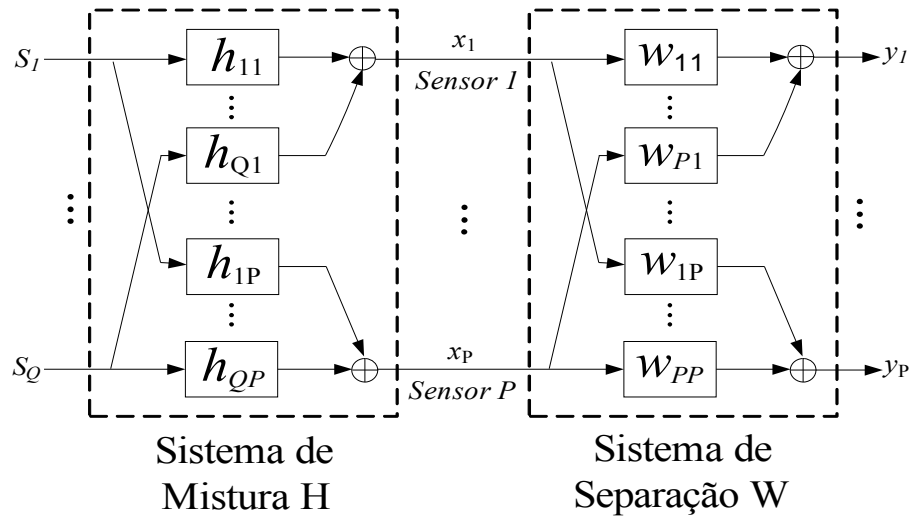 S1
h11
x1
Sensor 1
w11
y1
...
hQ1
wP1
...
h1P
w1P
...
SQ
hQP
xP
Sensor P
wPP
yP
Sistema de
Mistura H
Sistema de
Separação W